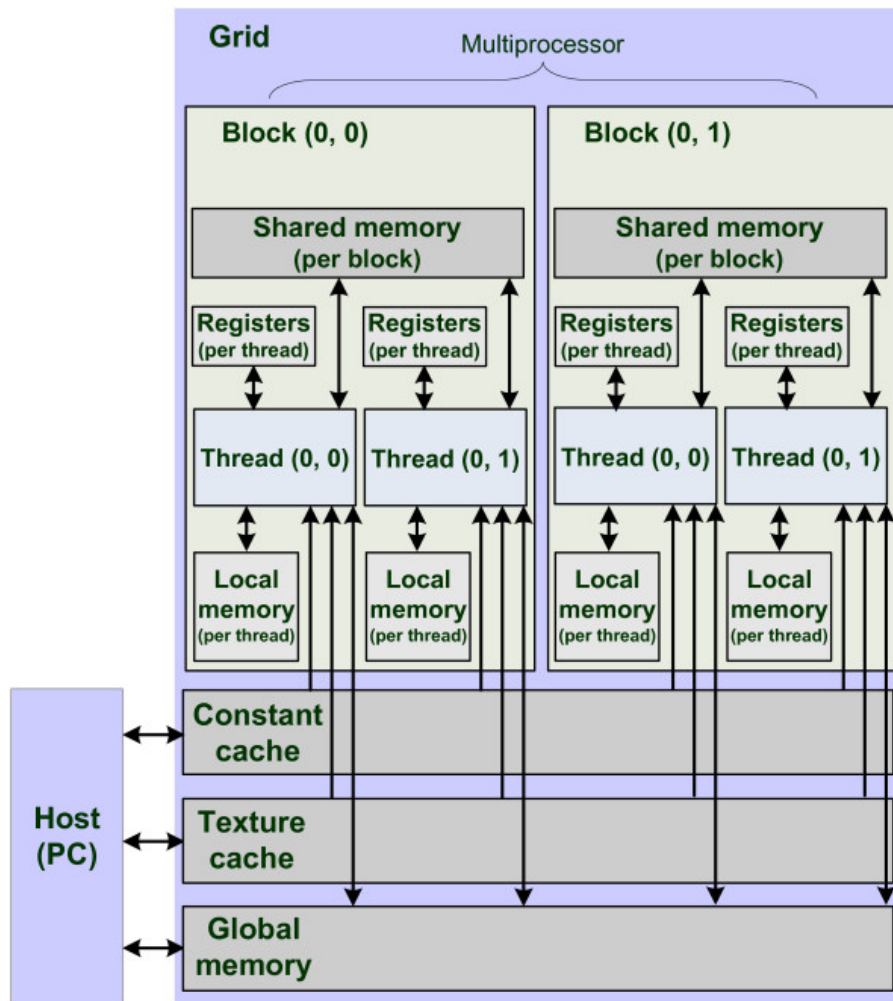 Grid
Multiprocessor
Block (0, 0)
Block (0, 1)
Shared memory
(per block)
Shared memory
(per block)
Registers
(per thread)
Registers
(per thread)
Registers
(per thread)
Registers
(per thread)
Thread (0, 0)
Thread (0, 1)
Thread (0, 0)
Thread (0, 1)
Local
memory
(per thread)
Local
memory
(per thread)
Local
memory
(per thread)
Local
memory
(per thread)
Host
(PC)
Constant
cache
Texture
cache
Global
memory